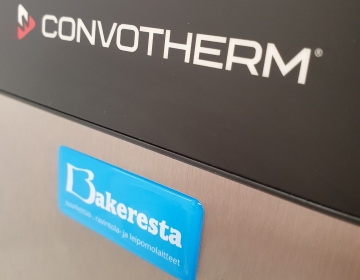 CONVOTHERM®
Bakeresta
suurkeittiö-, ravintola- ja leipomolaitteet